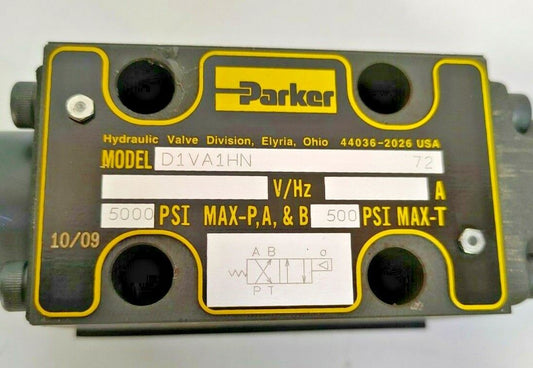 Parker
Hydraulic Valve Division, Elyria, Ohio 44036-2026 USA
MODEL D1VA1HN 72
V/Hz A
5000 PSI MAX-P,A, & B 500 PSI MAX-T
10/09
A B o
P T